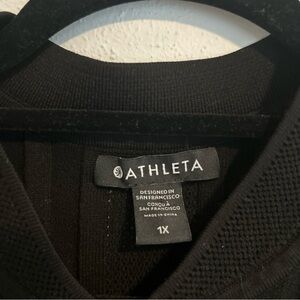 ATHLETA
DESIGNED IN
SAN FRANCISCO
CONÇU À
SAN FRANCISCO
MADE IN CHINA
1X